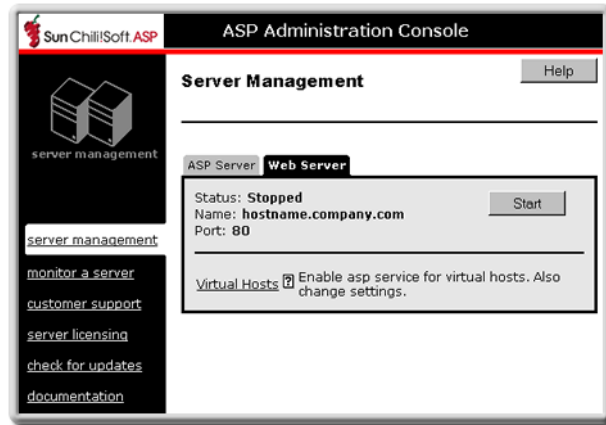 Sun Chili!Soft.ASP
ASP Administration Console
Server Management
Help
server management
ASP Server
Web Server
Status: Stopped
Name: hostname.company.com
Port: 80
Start
Virtual Hosts ? Enable asp service for virtual hosts. Also
change settings.
server management
monitor a server
customer support
server licensing
check for updates
documentation